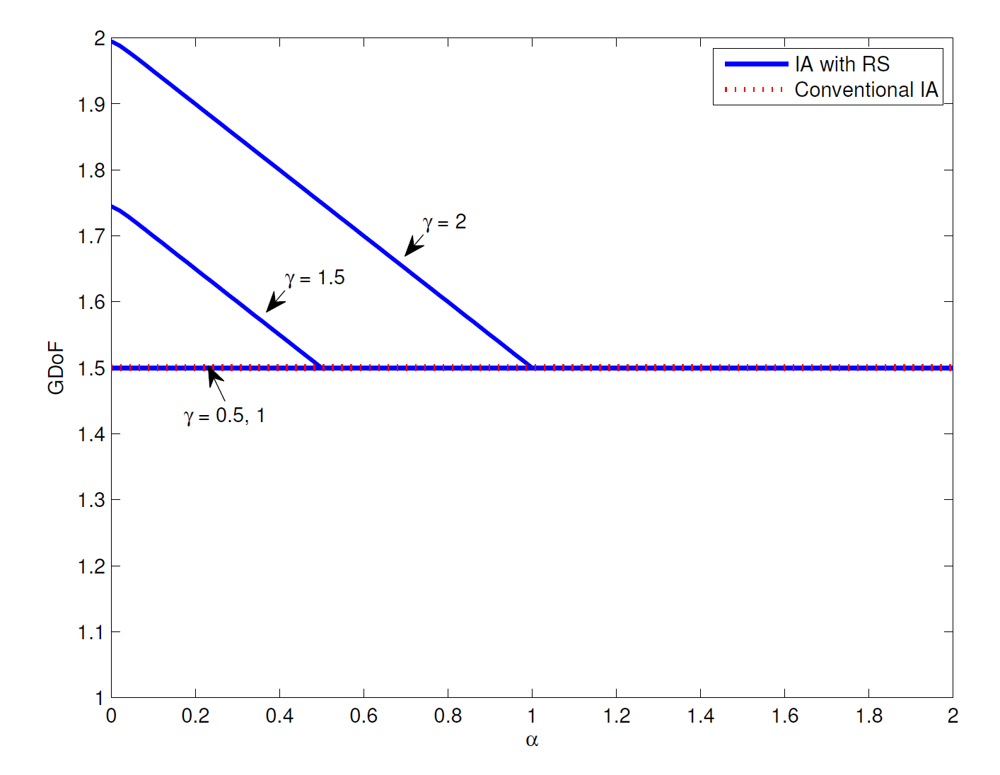 2
1.9
1.8
1.7
1.6
1.5
1.4
1.3
1.2
1.1
1
GDoF
IA with RS
Conventional IA
γ = 2
γ = 1.5
γ = 0.5, 1
0 0.2 0.4 0.6 0.8 1 1.2 1.4 1.6 1.8 2
α